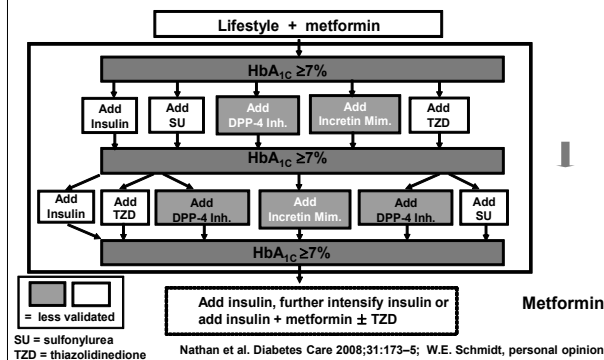 Lifestyle + metformin
HbA1C ≥7%
Add
Insulin
Add
SU
Add
DPP-4 Inh.
Add
Incretin Mim.
Add
TZD
HbA1C ≥7%
Add
Insulin
Add
TZD
Add
DPP-4 Inh.
Add
Incretin Mim.
Add
DPP-4 Inh.
Add
SU
HbA1C ≥7%
Add insulin, further intensify insulin or
add insulin + metformin ± TZD
Metformin
= less validated
SU = sulfonylurea
TZD = thiazolidinedione
Nathan et al. Diabetes Care 2008;31:173–5; W.E. Schmidt, personal opinion